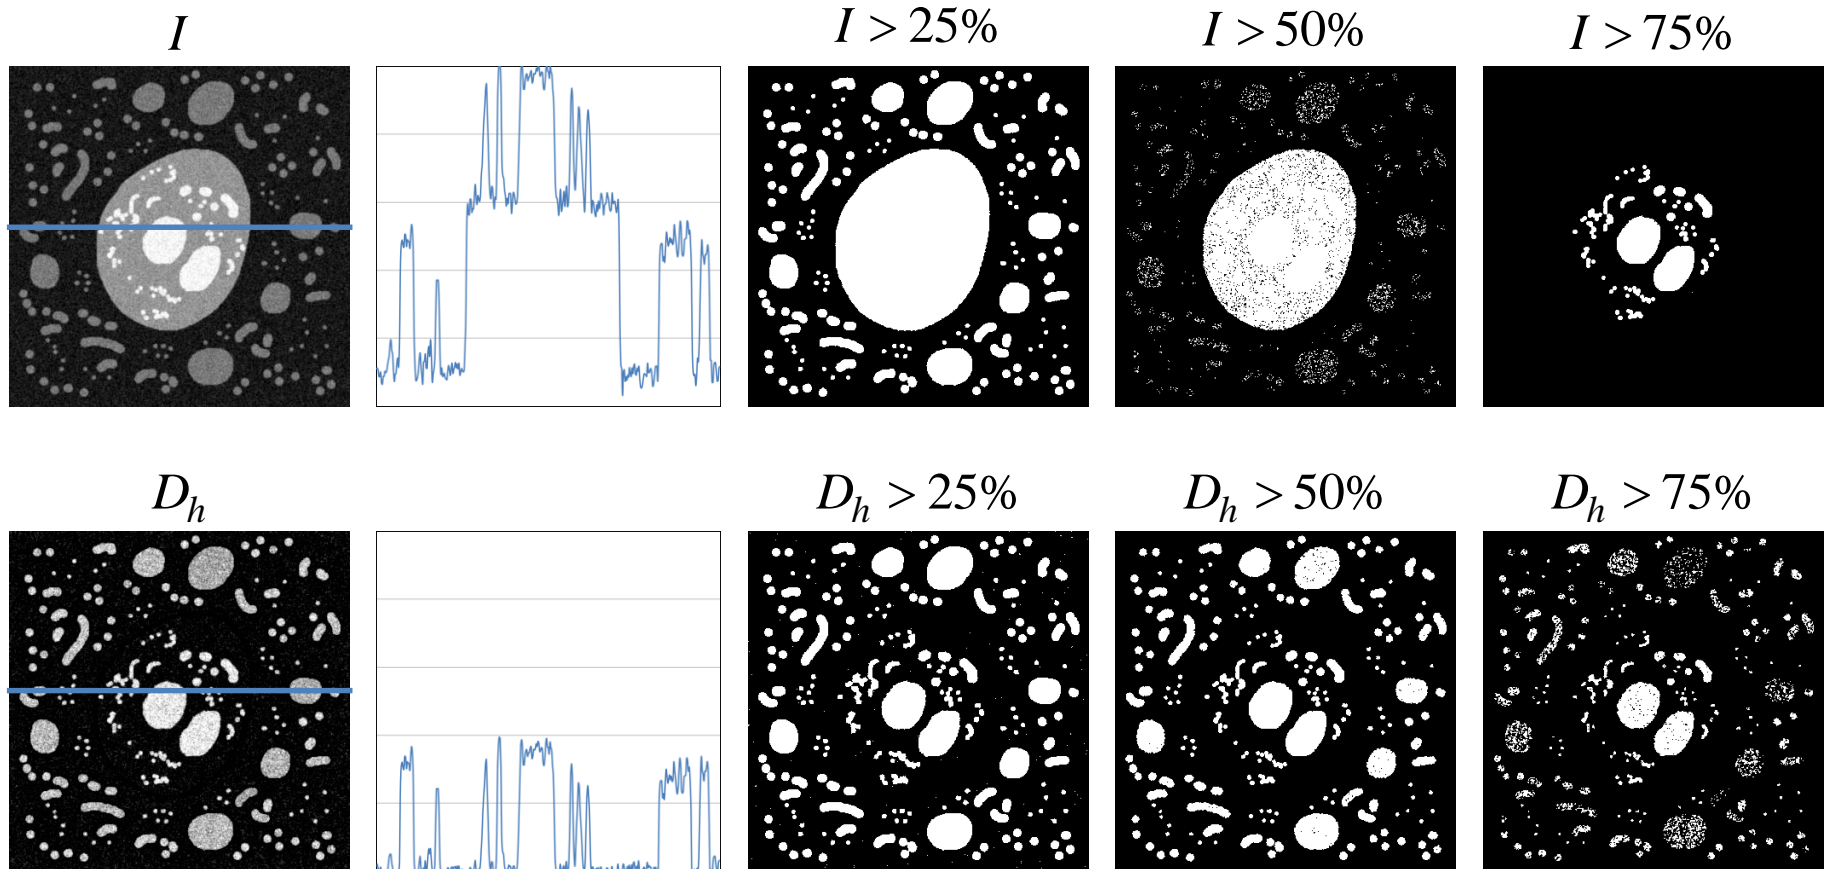 I
I > 25%
I > 50%
I > 75%
D_h
D_h > 25%
D_h > 50%
D_h > 75%